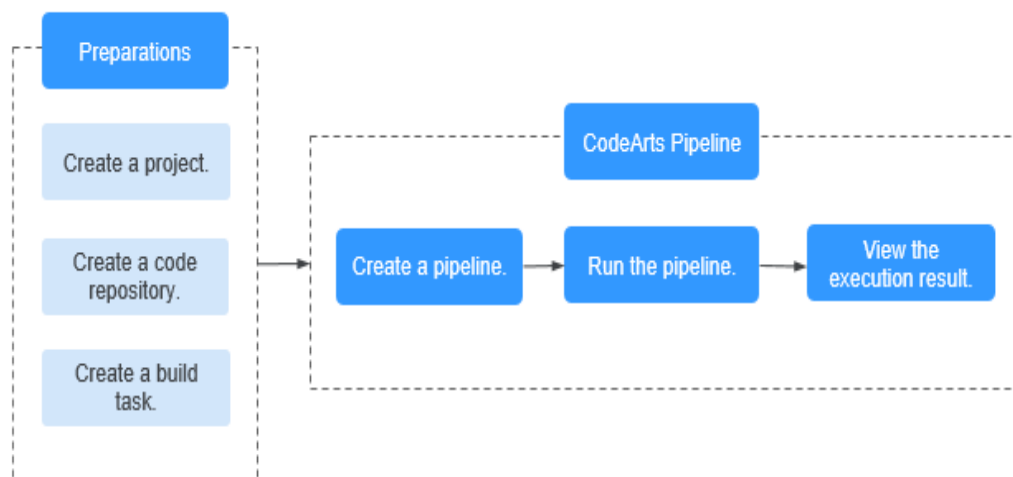 Preparations
Create a project.
Create a code
repository.
Create a build
task.
CodeArts Pipeline
Create a pipeline.
Run the pipeline.
View the
execution result.